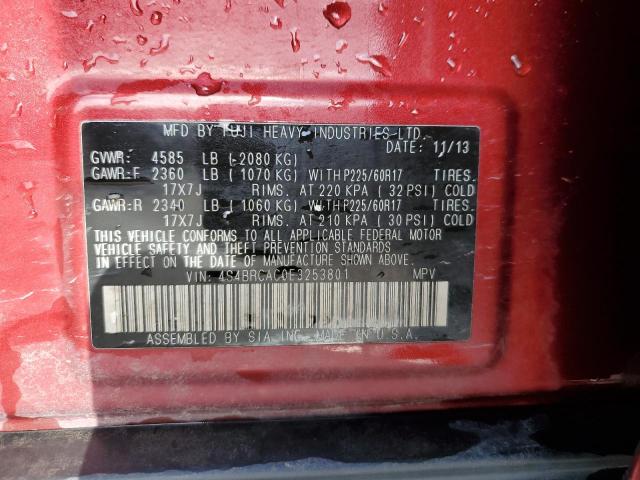 MFD BY FUJI HEAVY INDUSTRIES LTD.
DATE: 11/13
GVWR: 4585 LB ( 2080 KG)
GAWR:F 2360 LB ( 1070 KG) WITH P225/60R17 TIRES.
17X7J RIMS. AT 220 KPA ( 32 PSI) COLD
GAWR:R 2340 LB ( 1060 KG) WITH P225/60R17 TIRES.
17X7J RIMS. AT 210 KPA ( 30 PSI) COLD
THIS VEHICLE CONFORMS TO ALL APPLICABLE FEDERAL MOTOR
VEHICLE SAFETY AND THEFT PREVENTION STANDARDS
IN EFFECT ON THE DATE OF MANUFACTURE SHOWN ABOVE.
VIN: 4S4BRCAC0E3253801 MPV
ASSEMBLED BY SIA INC. MADE IN U.S.A.